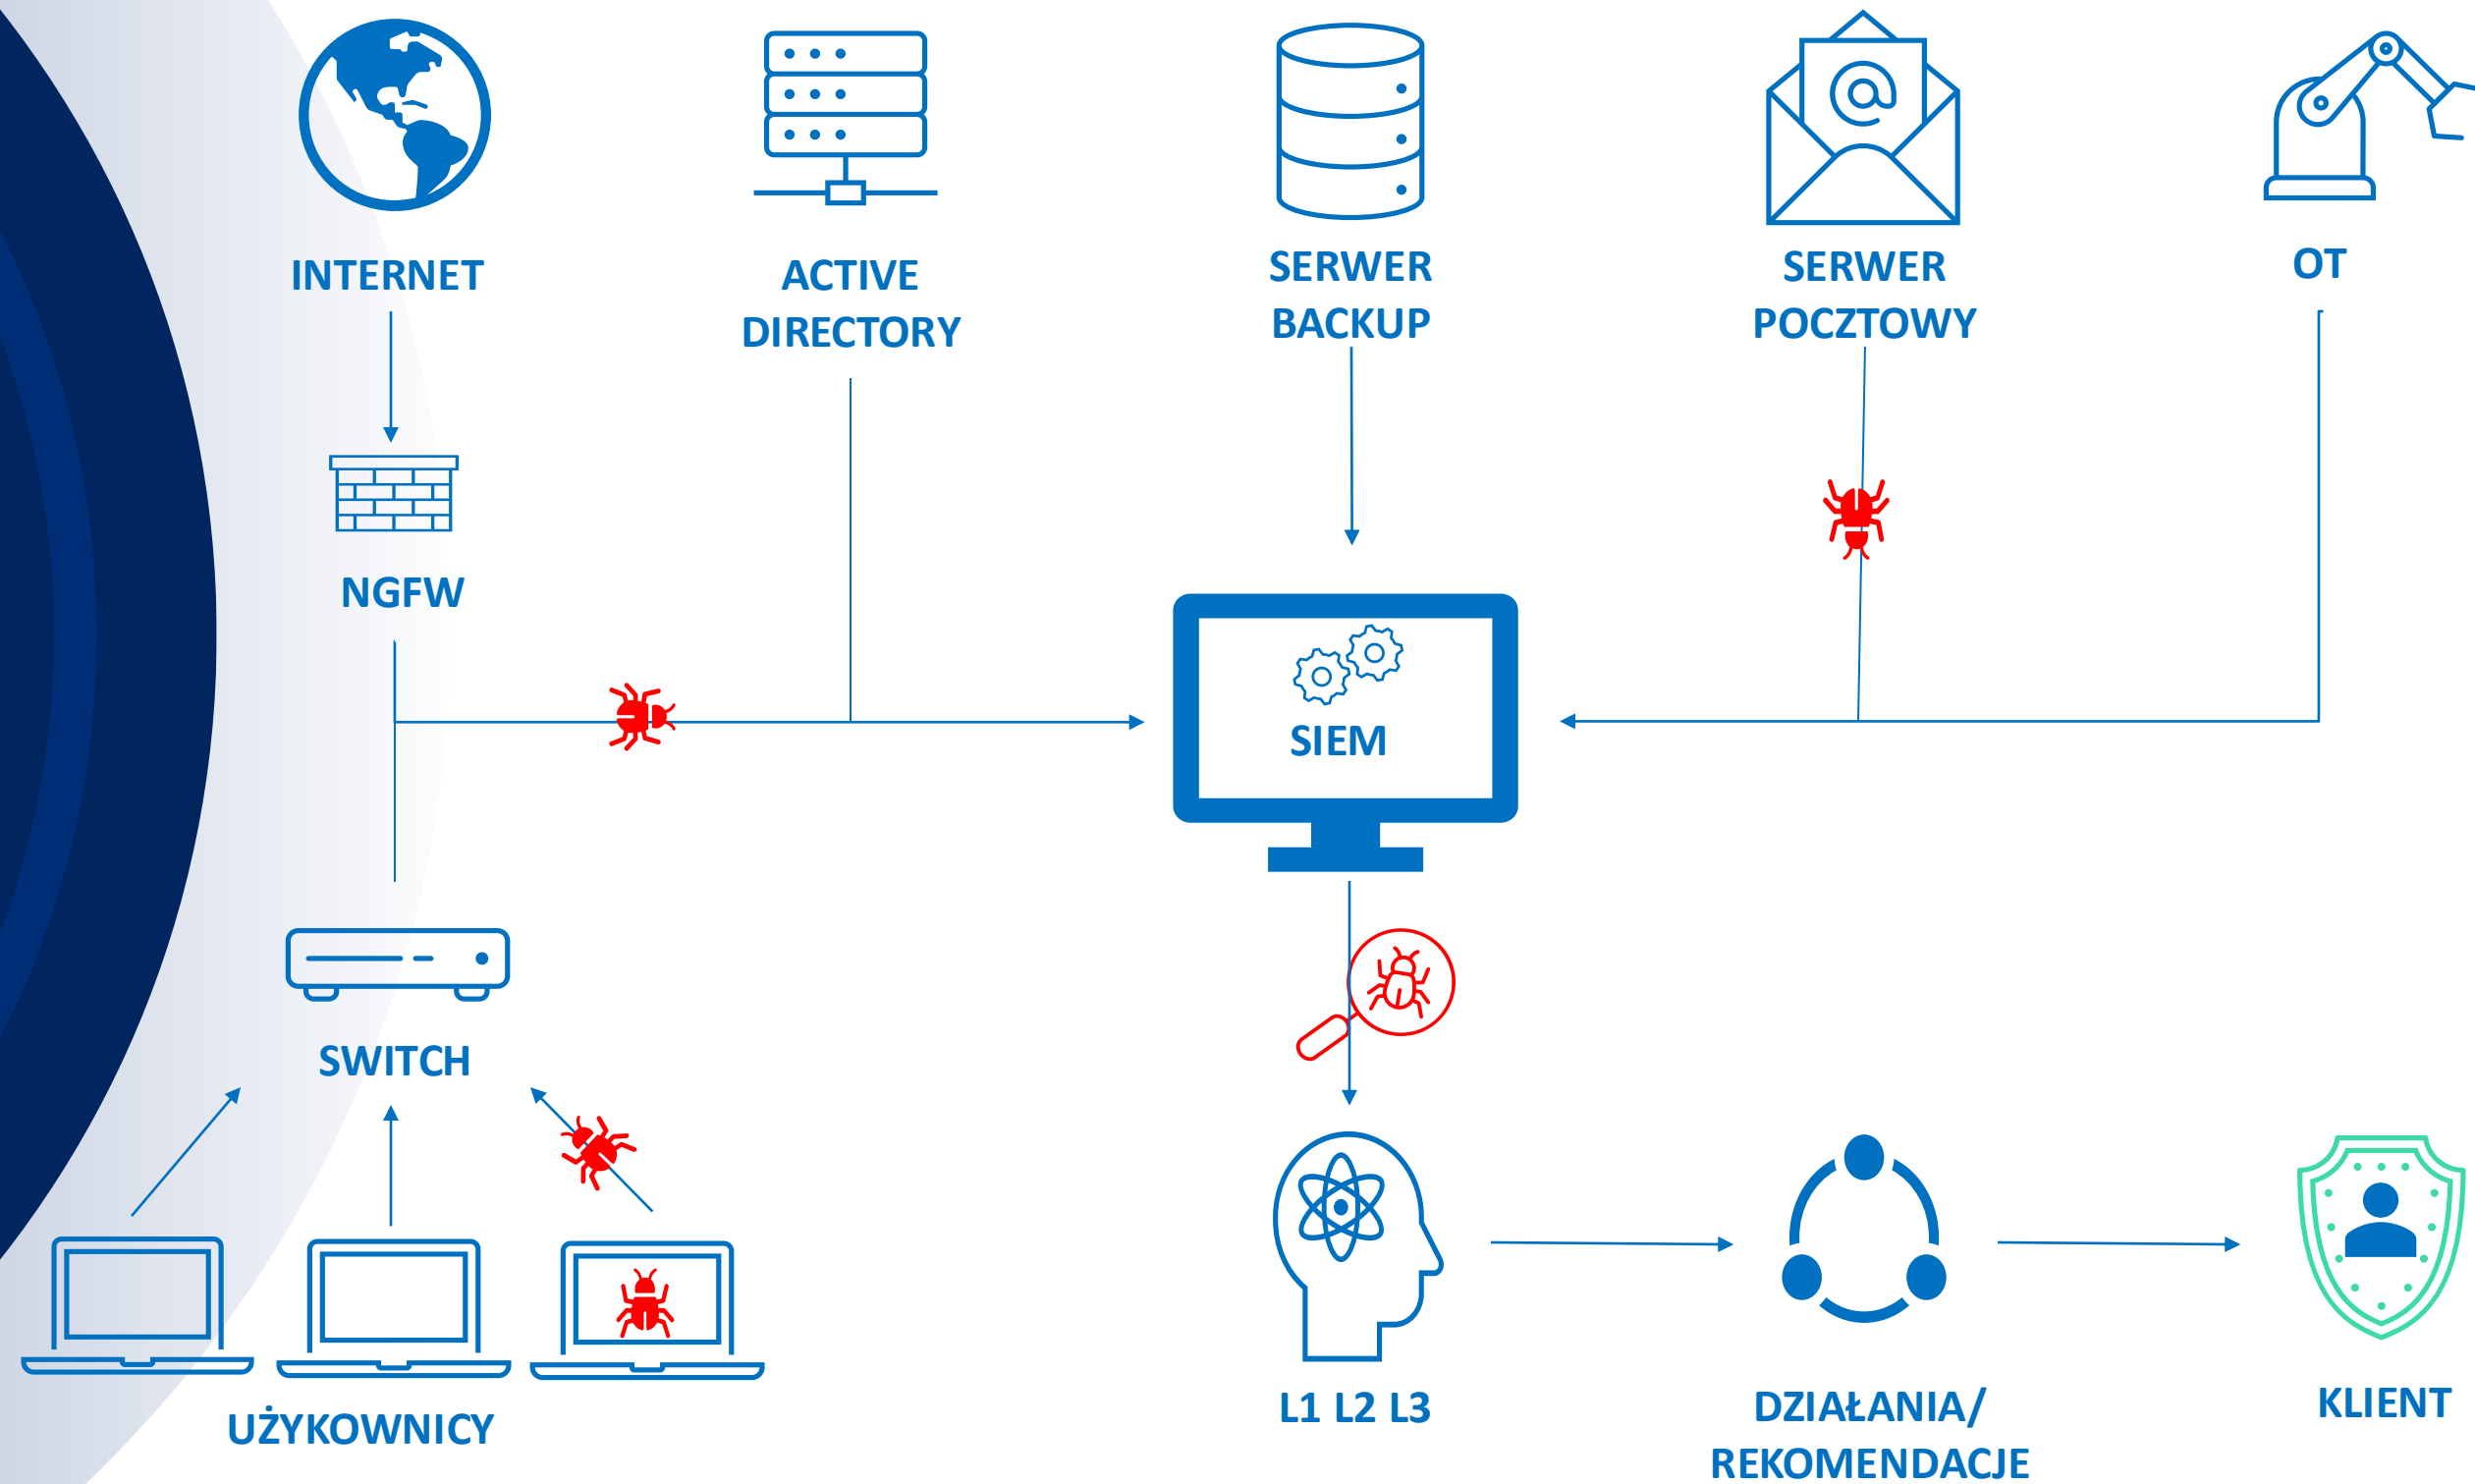 INTERNET
ACTIVE
DIRECTORY
SERWER
BACKUP
SERWER
POCZTOWY
OT
NGFW
SIEM
SWITCH
UŻYKOWNICY
L1 L2 L3
DZIAŁANIA/
REKOMENDACJE
KLIENT